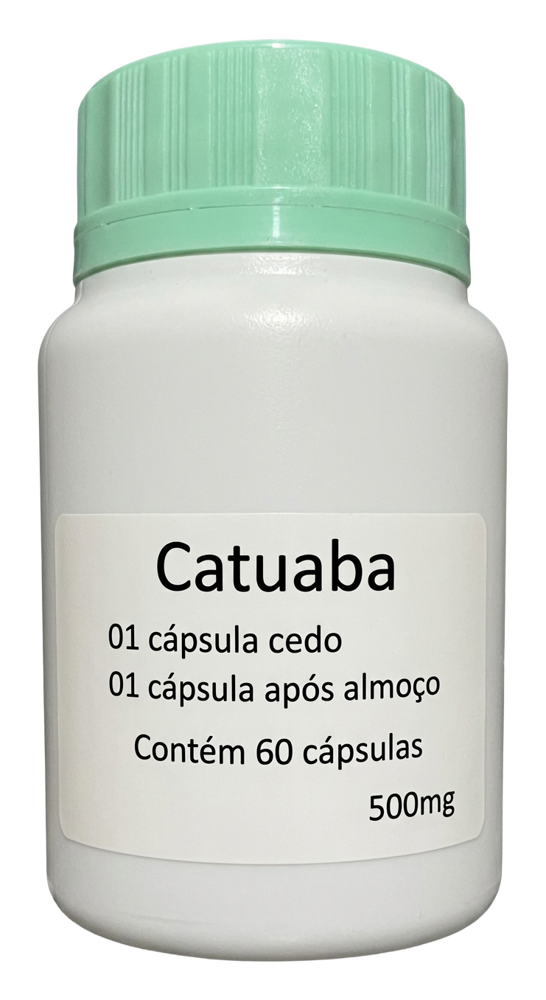 Catuaba
01 cápsula cedo
01 cápsula após almoço
Contém 60 cápsulas
500mg